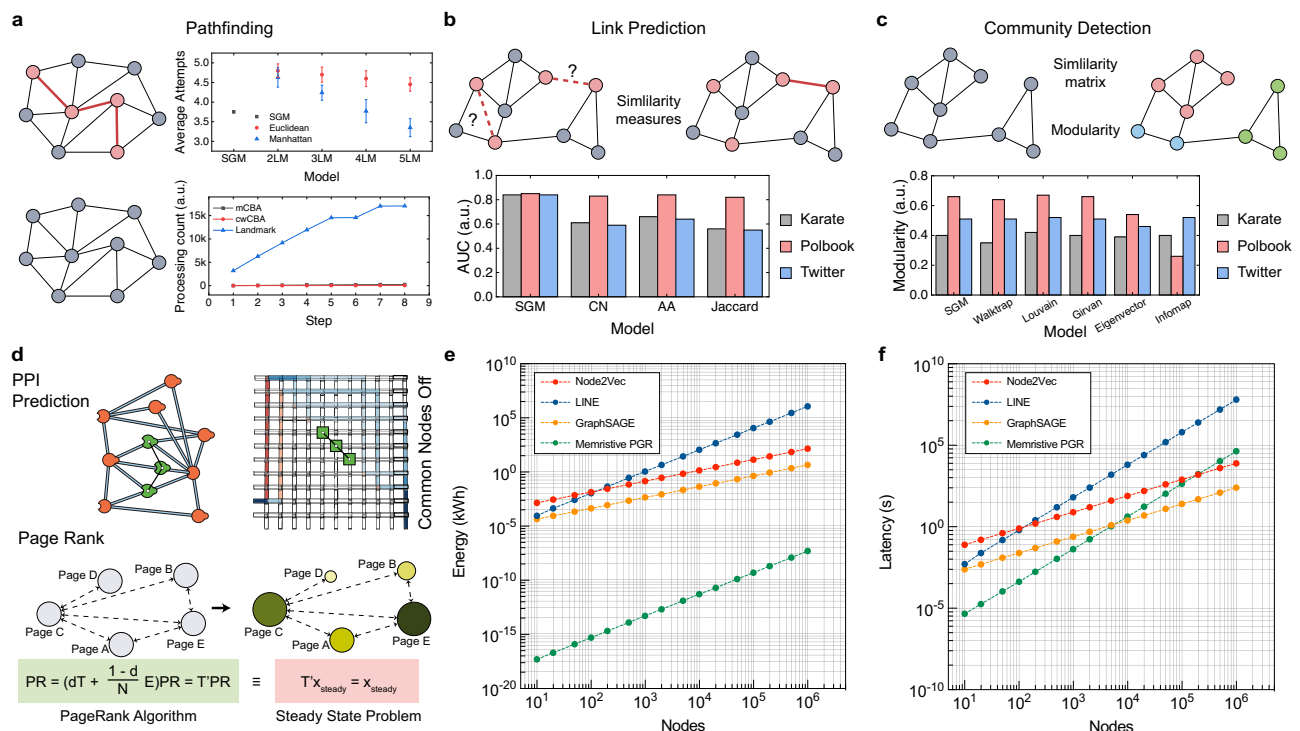 a
Pathfinding
Average Attempts
5.0
4.5
4.0
3.5
SGM
Euclidean
Manhattan
SGM 2LM 3LM 4LM 5LM
Model
Processing count (a.u.)
15k
10k
5k
0
mCBA
cwCBA
Landmark
0 1 2 3 4 5 6 7 8 9
Step
b
Link Prediction
?
?
Simlilarity
measures
AUC (a.u.)
1.0
0.8
0.6
0.4
0.2
0.0
SGM CN AA Jaccard
Model
Karate
Polbook
Twitter
c
Community Detection
Simlilarity
matrix
Modularity
Modularity (a.u.)
0.8
0.6
0.4
0.2
0.0
SGM Walktrap Louvain Girvan Eigenvector Infomap
Model
Karate
Polbook
Twitter
d
PPI
Prediction
Common Nodes Off
Page Rank
Page D
Page B
Page C
Page A
Page E
Page D
Page B
Page C
Page A
Page E
PR = (dT + 1 - d / N E)PR = T'PR
≡
T'x steady = x steady
PageRank Algorithm
Steady State Problem
e
Energy (kWh)
10^10
10^5
10^0
10^-5
10^-10
10^-15
10^-20
Node2Vec
LINE
GraphSAGE
Memristive PGR
10^1 10^2 10^3 10^4 10^5 10^6
Nodes
f
Latency (s)
10^10
10^5
10^0
10^-5
10^-10
Node2Vec
LINE
GraphSAGE
Memristive PGR
10^1 10^2 10^3 10^4 10^5 10^6
Nodes